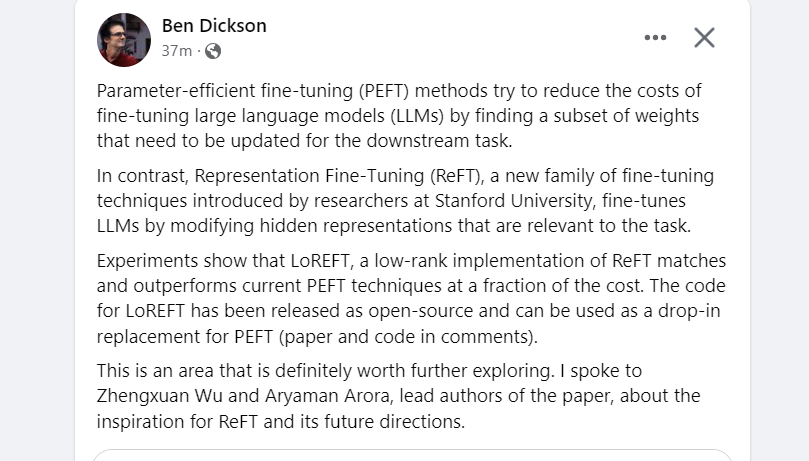 Ben Dickson
37m ·
Parameter-efficient fine-tuning (PEFT) methods try to reduce the costs of
fine-tuning large language models (LLMs) by finding a subset of weights
that need to be updated for the downstream task.
In contrast, Representation Fine-Tuning (ReFT), a new family of fine-tuning
techniques introduced by researchers at Stanford University, fine-tunes
LLMs by modifying hidden representations that are relevant to the task.
Experiments show that LoREFT, a low-rank implementation of ReFT matches
and outperforms current PEFT techniques at a fraction of the cost. The code
for LoREFT has been released as open-source and can be used as a drop-in
replacement for PEFT (paper and code in comments).
This is an area that is definitely worth further exploring. I spoke to
Zhengxuan Wu and Aryaman Arora, lead authors of the paper, about the
inspiration for ReFT and its future directions.